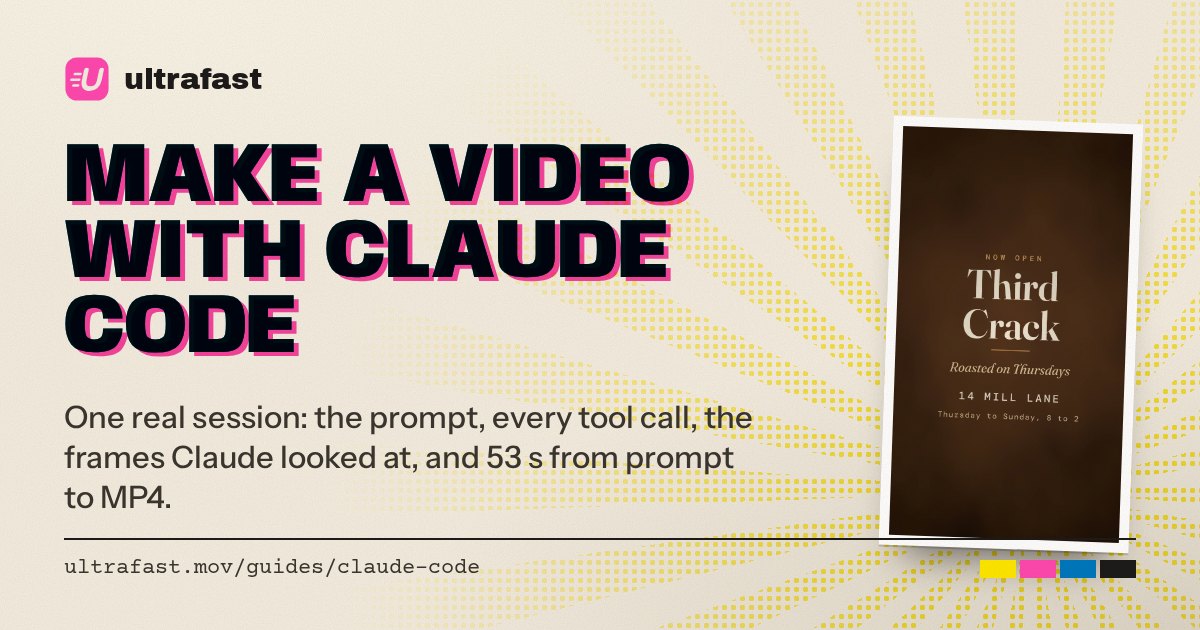 ultrafast
MAKE A VIDEO
WITH CLAUDE
CODE
One real session: the prompt, every tool call, the
frames Claude looked at, and 53 s from prompt
to MP4.
ultrafast.mov/guides/claude-code
NOW OPEN
Third
Crack
Roasted on Thursdays
14 MILL LANE
Thursday to Sunday, 8 to 2